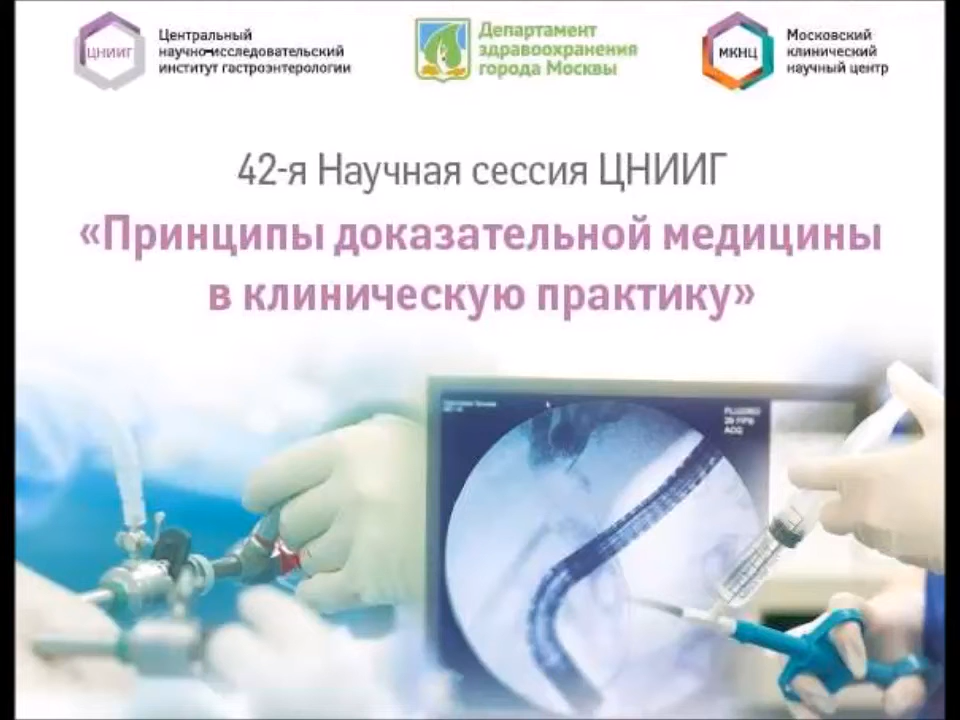 ЦНИИГ
Центральный
научно-исследовательский
институт гастроэнтерологии
Департамент
здравоохранения
города Москвы
МКНЦ
Московский
клинический
научный центр
42-я Научная сессия ЦНИИГ
«Принципы доказательной медицины
в клиническую практику»